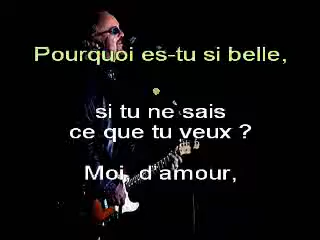 Pourquoi es-tu si belle,
si tu ne sais
ce que tu veux ?
Moi, d'amour,